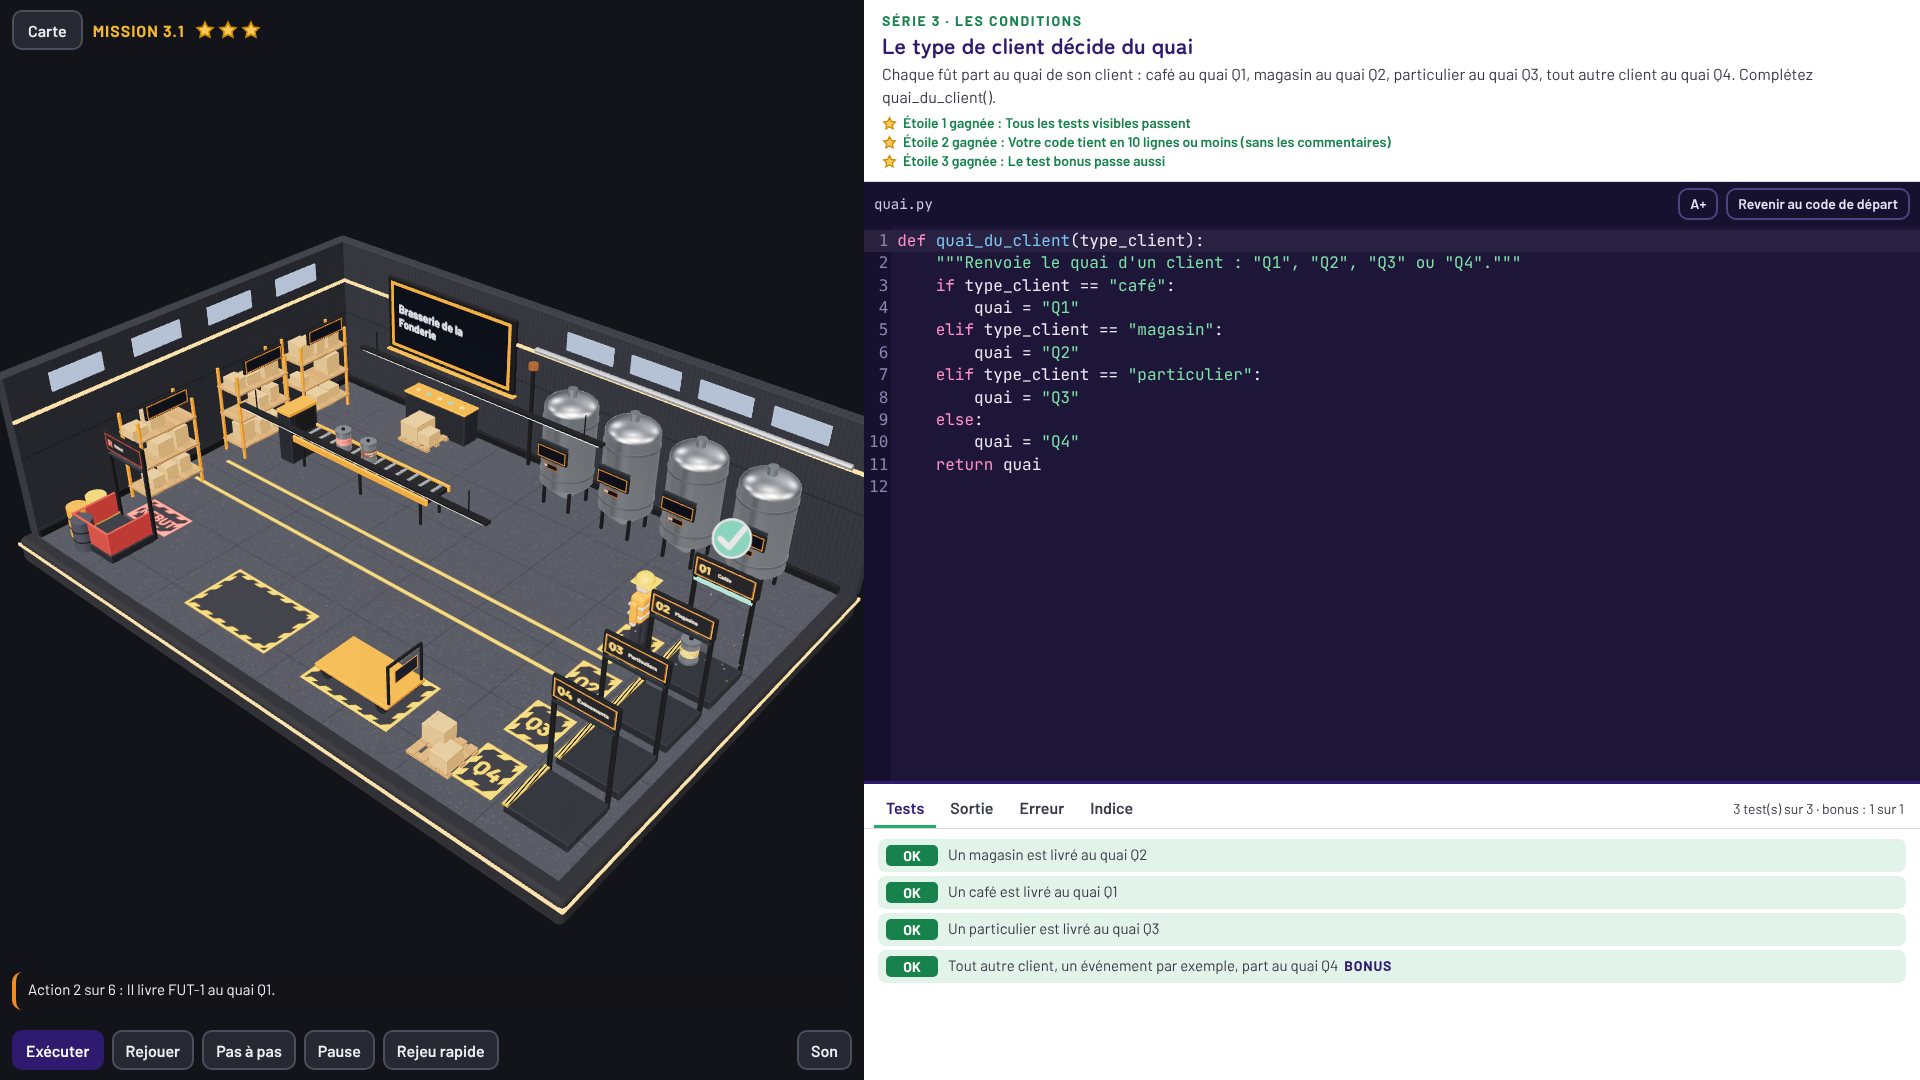 Carte
MISSION 3.1
Brasserie de la
Fonderie
Q1
Q2 Magasins
Q3 Particuliers
Q4
Q2
Q3
Q4
Action 2 sur 6 : Il livre FUT-1 au quai Q1.
Exécuter
Rejouer
Pas à pas
Pause
Rejeu rapide
Son
SÉRIE 3 · LES CONDITIONS
Le type de client décide du quai
Chaque fût part au quai de son client : café au quai Q1, magasin au quai Q2, particulier au quai Q3, tout autre client au quai Q4. Complétez
quai_du_client().
Étoile 1 gagnée : Tous les tests visibles passent
Étoile 2 gagnée : Votre code tient en 10 lignes ou moins (sans les commentaires)
Étoile 3 gagnée : Le test bonus passe aussi
quai.py
A+
Revenir au code de départ
1 def quai_du_client(type_client):
2 """Renvoie le quai d'un client : "Q1", "Q2", "Q3" ou "Q4"."""
3 if type_client == "café":
4 quai = "Q1"
5 elif type_client == "magasin":
6 quai = "Q2"
7 elif type_client == "particulier":
8 quai = "Q3"
9 else:
10 quai = "Q4"
11 return quai
12
Tests
Sortie
Erreur
Indice
3 test(s) sur 3 · bonus : 1 sur 1
OK Un magasin est livré au quai Q2
OK Un café est livré au quai Q1
OK Un particulier est livré au quai Q3
OK Tout autre client, un événement par exemple, part au quai Q4 BONUS